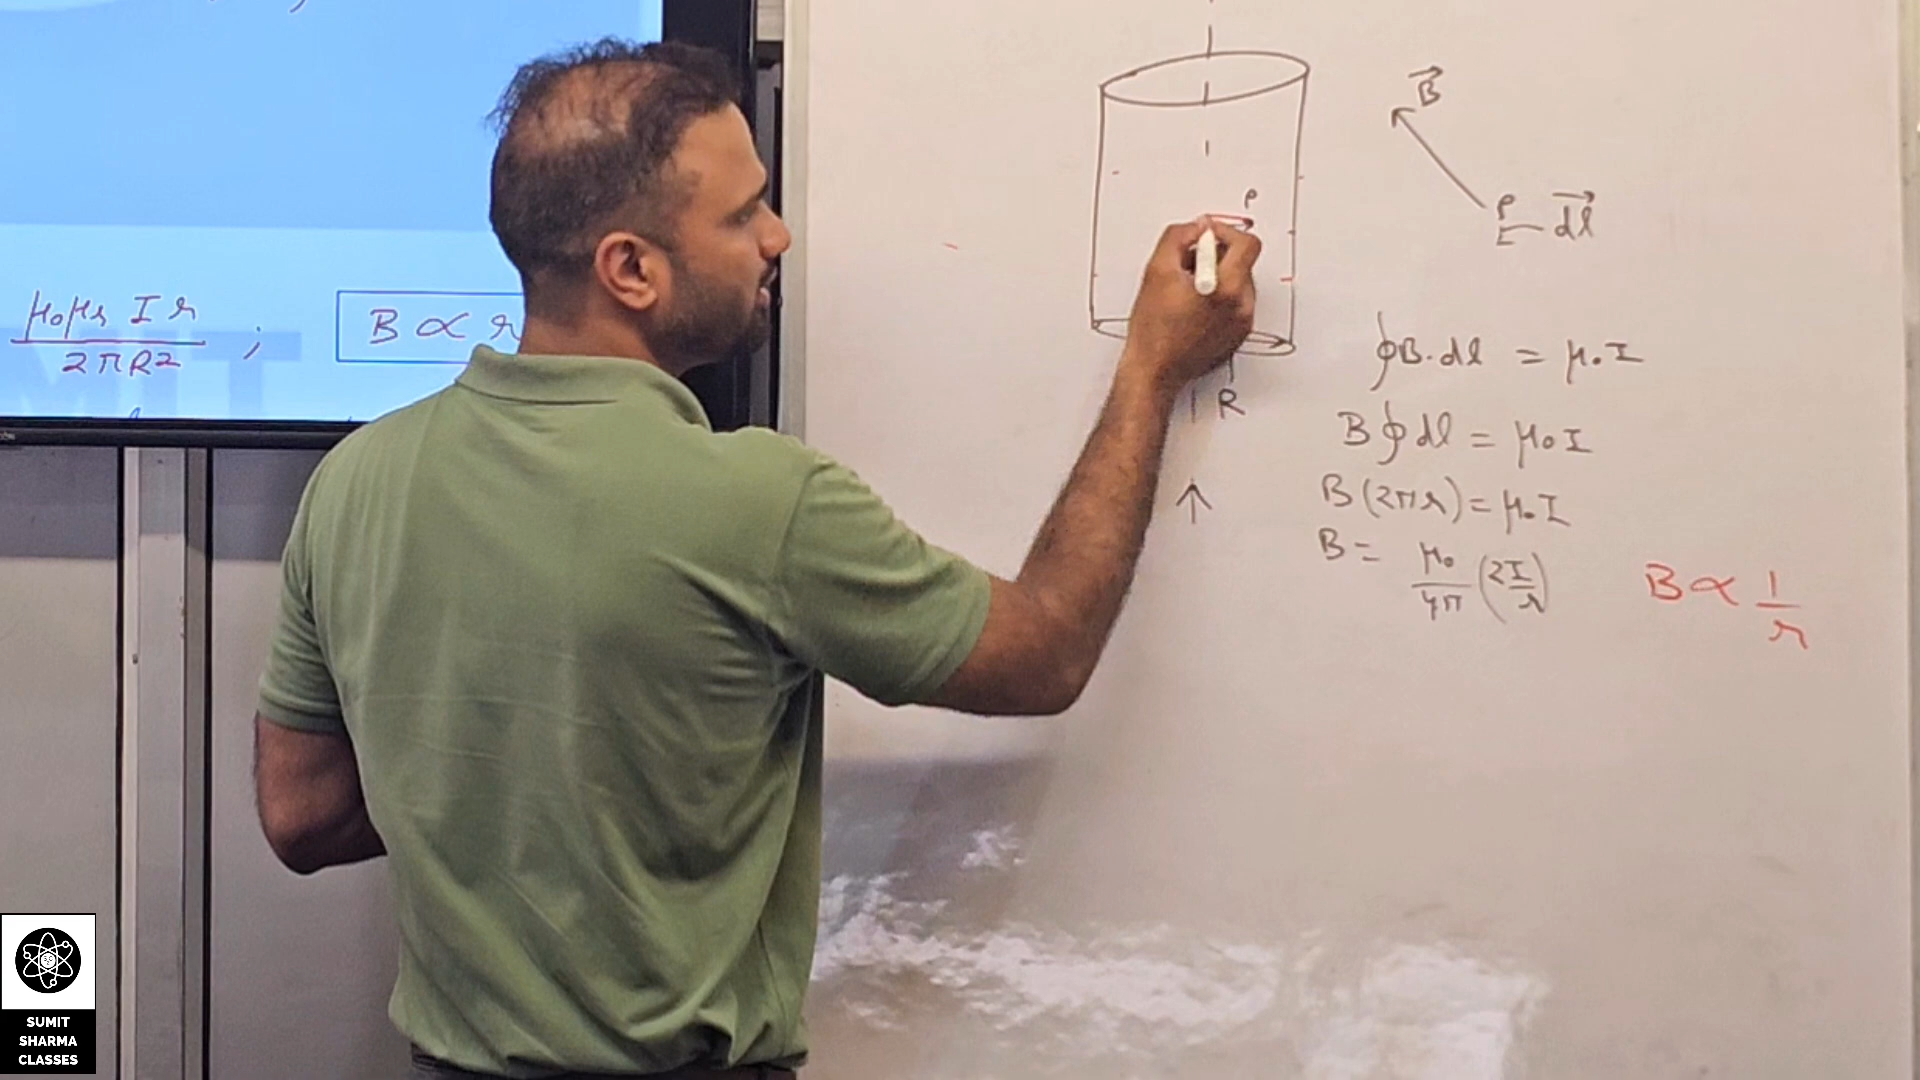 μ₀μr I r
2πR2
;
B ∝ r
B⃗
P
P
dl⃗
R
∮B.dl = μ₀I
B∮dl = μ₀I
B(2πr) = μ₀I
B = μ₀/4π (2I/r)
B ∝ 1/r
SUMIT
SHARMA
CLASSES